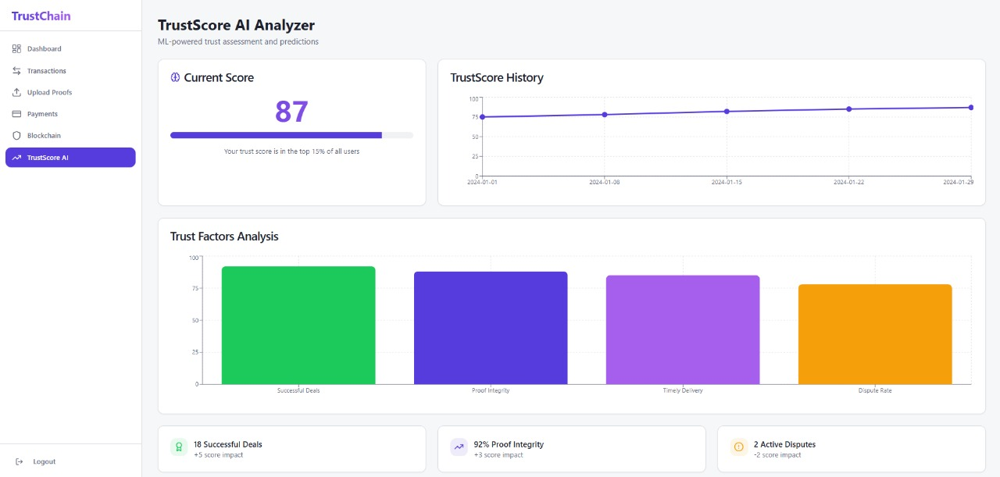 TrustChain
Dashboard
Transactions
Upload Proofs
Payments
Blockchain
TrustScore AI
Logout
TrustScore AI Analyzer
ML-powered trust assessment and predictions
Current Score
87
Your trust score is in the top 15% of all users
TrustScore History
100
75
50
25
0
2024-01-01 2024-01-08 2024-01-15 2024-01-22 2024-01-29
Trust Factors Analysis
100
75
50
25
0
Successful Deals Proof Integrity Timely Delivery Dispute Rate
18 Successful Deals
+5 score impact
92% Proof Integrity
+3 score impact
2 Active Disputes
-2 score impact